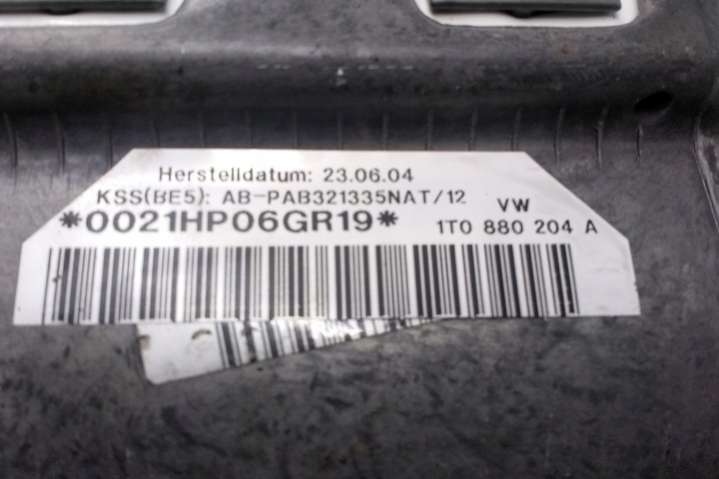 Herstelldatum: 23.06.04
KSS(BE5): AB-PAB321335NAT/12 VW
*0021HP06GR19* 1T0 880 204 A